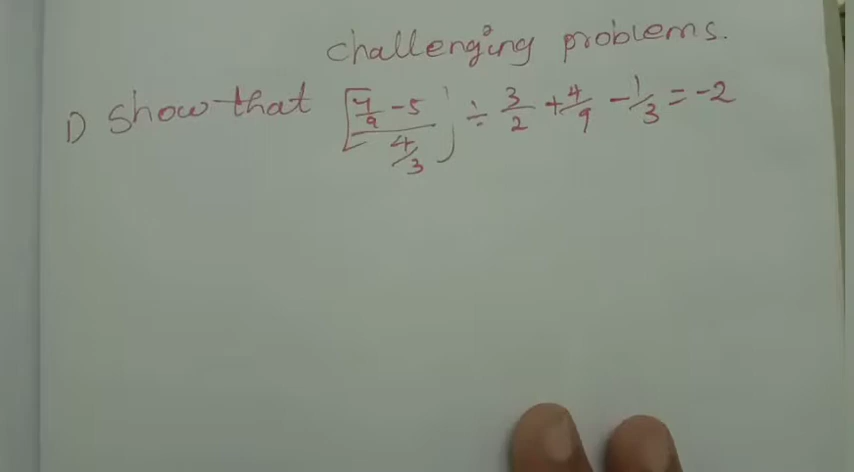 challenging problems.
1) Show that [(7/9 - 5)/(4/3)] ÷ 3/2 + 4/9 - 1/3 = -2